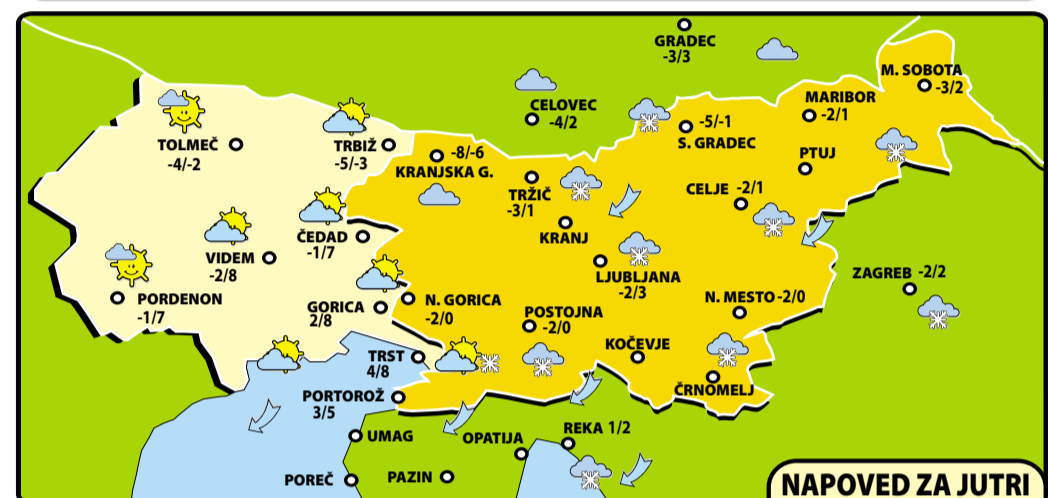 GRADEC
-3/3
M. SOBOTA
-3/2
CELOVEC
-4/2
MARIBOR
-2/1
-5/-1
S. GRADEC
TOLMEČ
-4/-2
TRBIŽ
-5/-3
-8/-6
KRANJSKA G.
PTUJ
TRŽIČ
-3/1
CELJE -2/1
KRANJ
ČEDAD
-1/7
VIDEM
-2/8
LJUBLJANA
-2/3
ZAGREB -2/2
PORDENON
-1/7
GORICA
2/8
N. GORICA
-2/0
POSTOJNA
-2/0
N. MESTO -2/0
KOČEVJE
TRST
4/8
ČRNOMELJ
PORTOROŽ
3/5
UMAG
OPATIJA
REKA 1/2
POREČ
PAZIN
NAPOVED ZA JUTRI